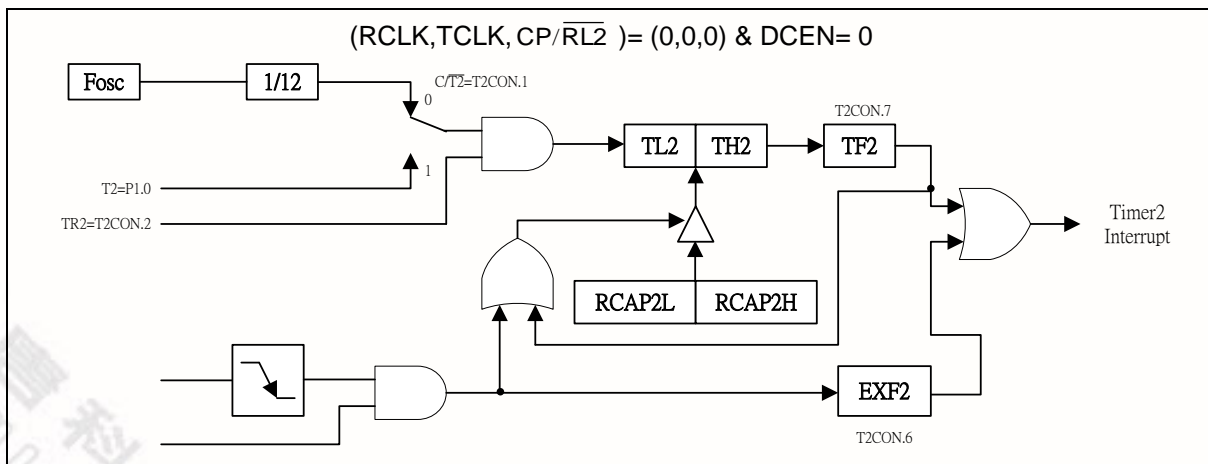 (RCLK,TCLK, CP/RL2 )= (0,0,0) & DCEN= 0
Fosc
1/12
C/T2=T2CON.1
0
1
T2=P1.0
TR2=T2CON.2
TL2
TH2
T2CON.7
TF2
RCAP2L
RCAP2H
Timer2
Interrupt
EXF2
T2CON.6